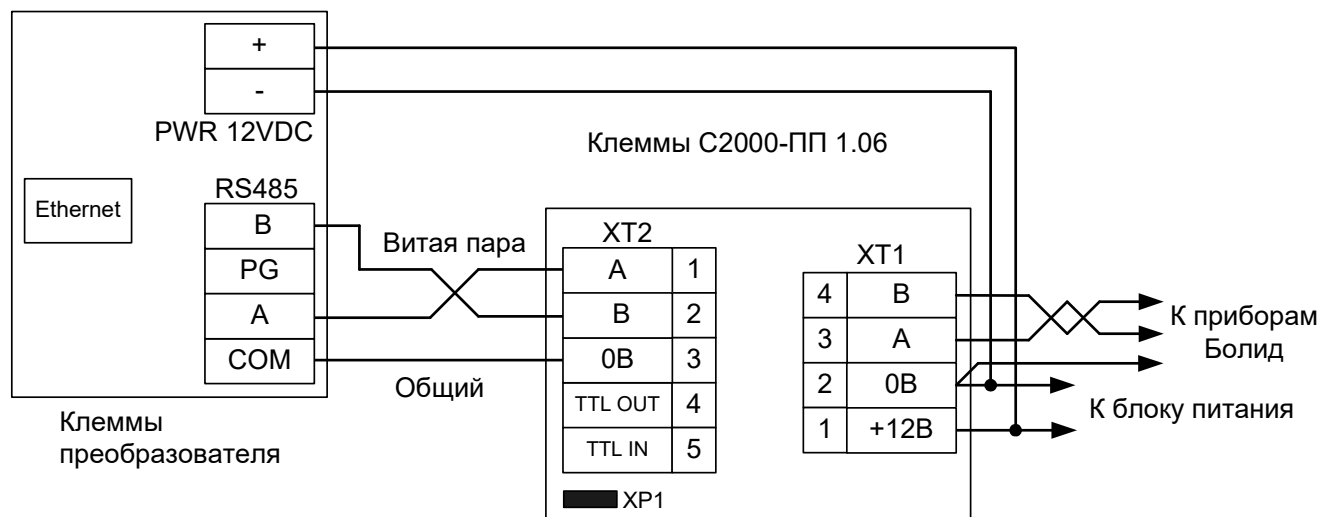 +
-
PWR 12VDC
Клеммы С2000-ПП 1.06
Ethernet
RS485
B
PG
A
COM
Витая пара
Общий
Клеммы
преобразователя
XT2
A 1
B 2
0В 3
TTL OUT 4
TTL IN 5
XP1
XT1
4 B
3 A
2 0В
1 +12В
К приборам
Болид
К блоку питания